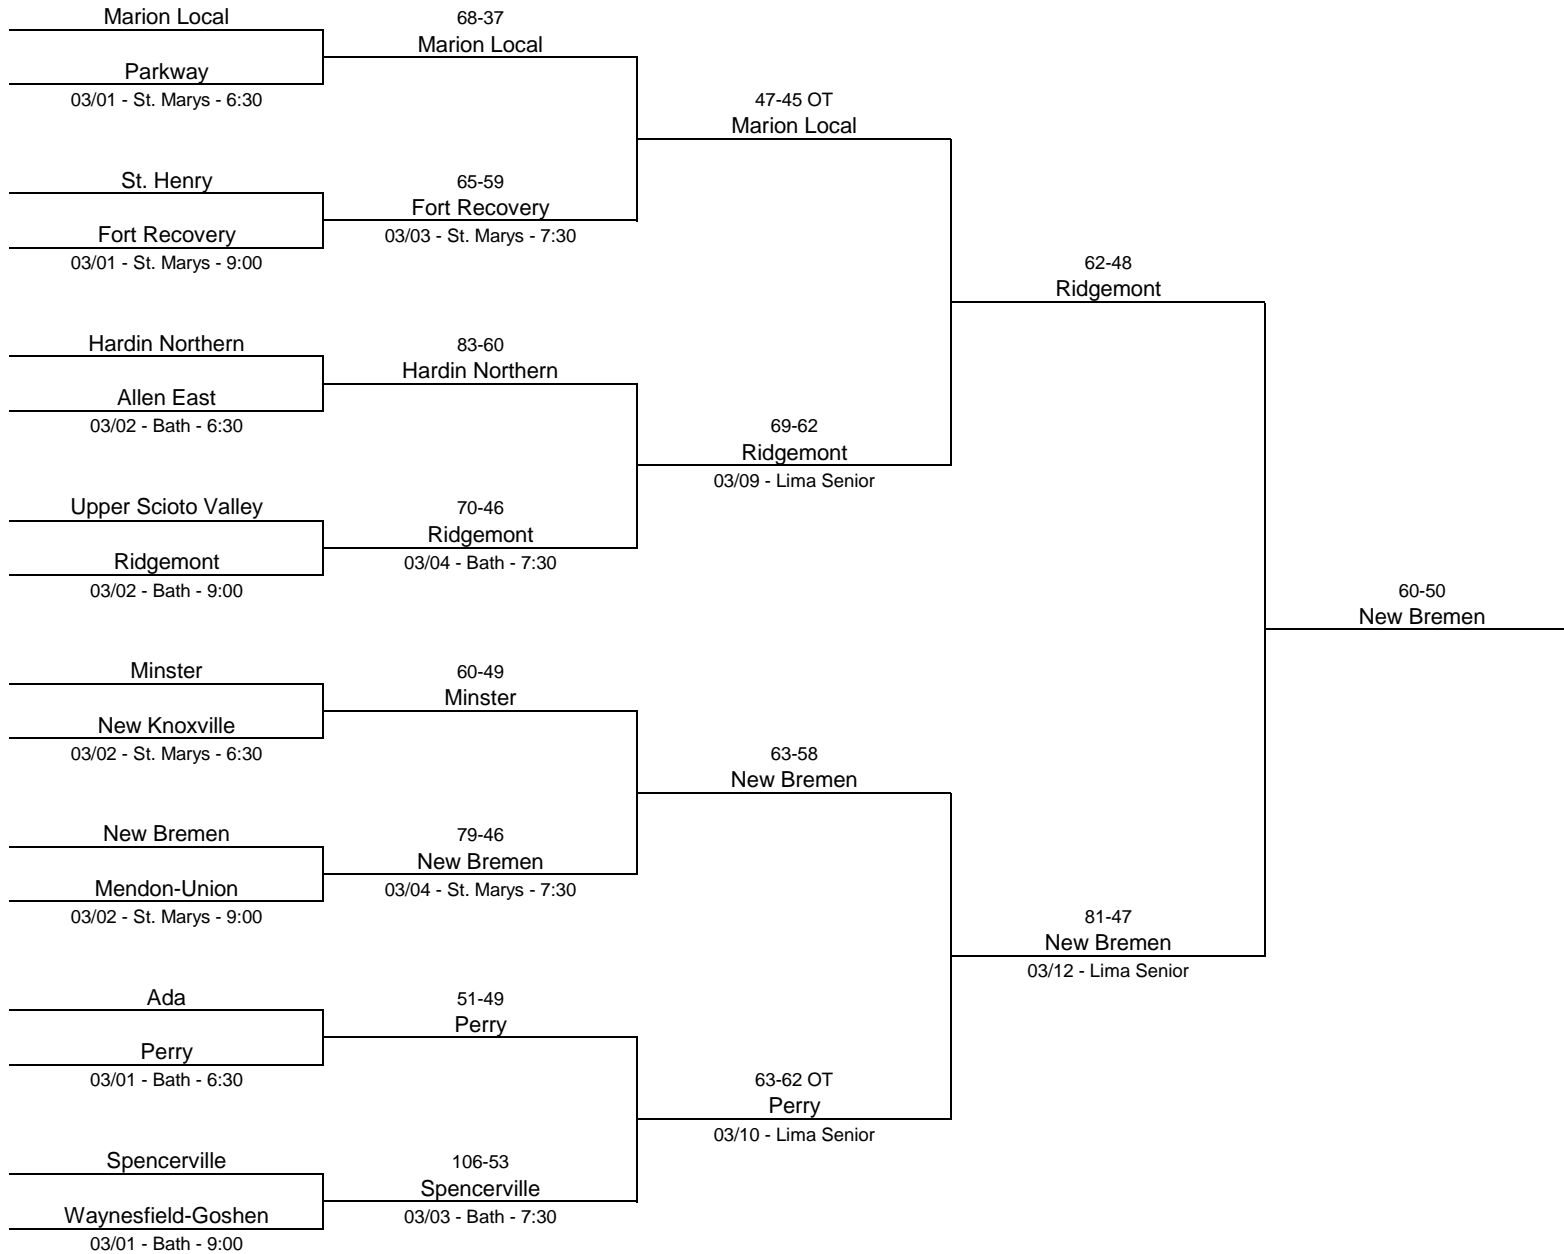 Marion Local
Parkway
03/01 - St. Marys - 6:30
St. Henry
Fort Recovery
03/01 - St. Marys - 9:00
Hardin Northern
Allen East
03/02 - Bath - 6:30
Upper Scioto Valley
Ridgemont
03/02 - Bath - 9:00
Minster
New Knoxville
03/02 - St. Marys - 6:30
New Bremen
Mendon-Union
03/02 - St. Marys - 9:00
Ada
Perry
03/01 - Bath - 6:30
Spencerville
Waynesfield-Goshen
03/01 - Bath - 9:00
68-37
Marion Local
65-59
Fort Recovery
03/03 - St. Marys - 7:30
83-60
Hardin Northern
70-46
Ridgemont
03/04 - Bath - 7:30
60-49
Minster
79-46
New Bremen
03/04 - St. Marys - 7:30
51-49
Perry
106-53
Spencerville
03/03 - Bath - 7:30
47-45 OT
Marion Local
69-62
Ridgemont
03/09 - Lima Senior
63-58
New Bremen
63-62 OT
Perry
03/10 - Lima Senior
62-48
Ridgemont
81-47
New Bremen
03/12 - Lima Senior
60-50
New Bremen